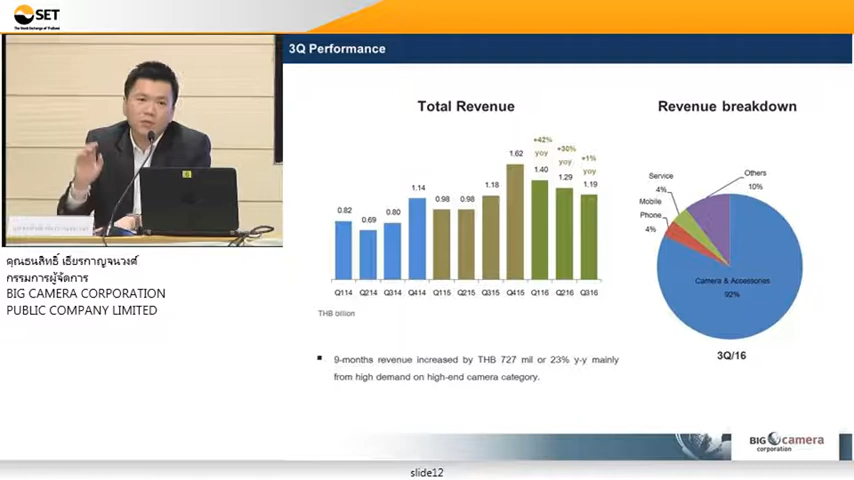 SET
The Stock Exchange of Thailand
3Q Performance
Total Revenue
Revenue breakdown
+42%
yoy
+30%
yoy
+1%
yoy
0.82
0.69
0.80
1.14
0.98
0.98
1.18
1.62
1.40
1.29
1.19
Q114
Q214
Q314
Q414
Q115
Q215
Q315
Q415
Q116
Q216
Q316
THB billion
Service
4%
Mobile
Phone
4%
Others
10%
Camera & Accessories
92%
3Q/16
9-months revenue increased by THB 727 mil or 23% y-y mainly
from high demand on high-end camera category.
คุณธนสิทธิ์ เธียรกาญจนวงศ์
กรรมการผู้จัดการ
BIG CAMERA CORPORATION
PUBLIC COMPANY LIMITED
BIG camera
corporation
slide12